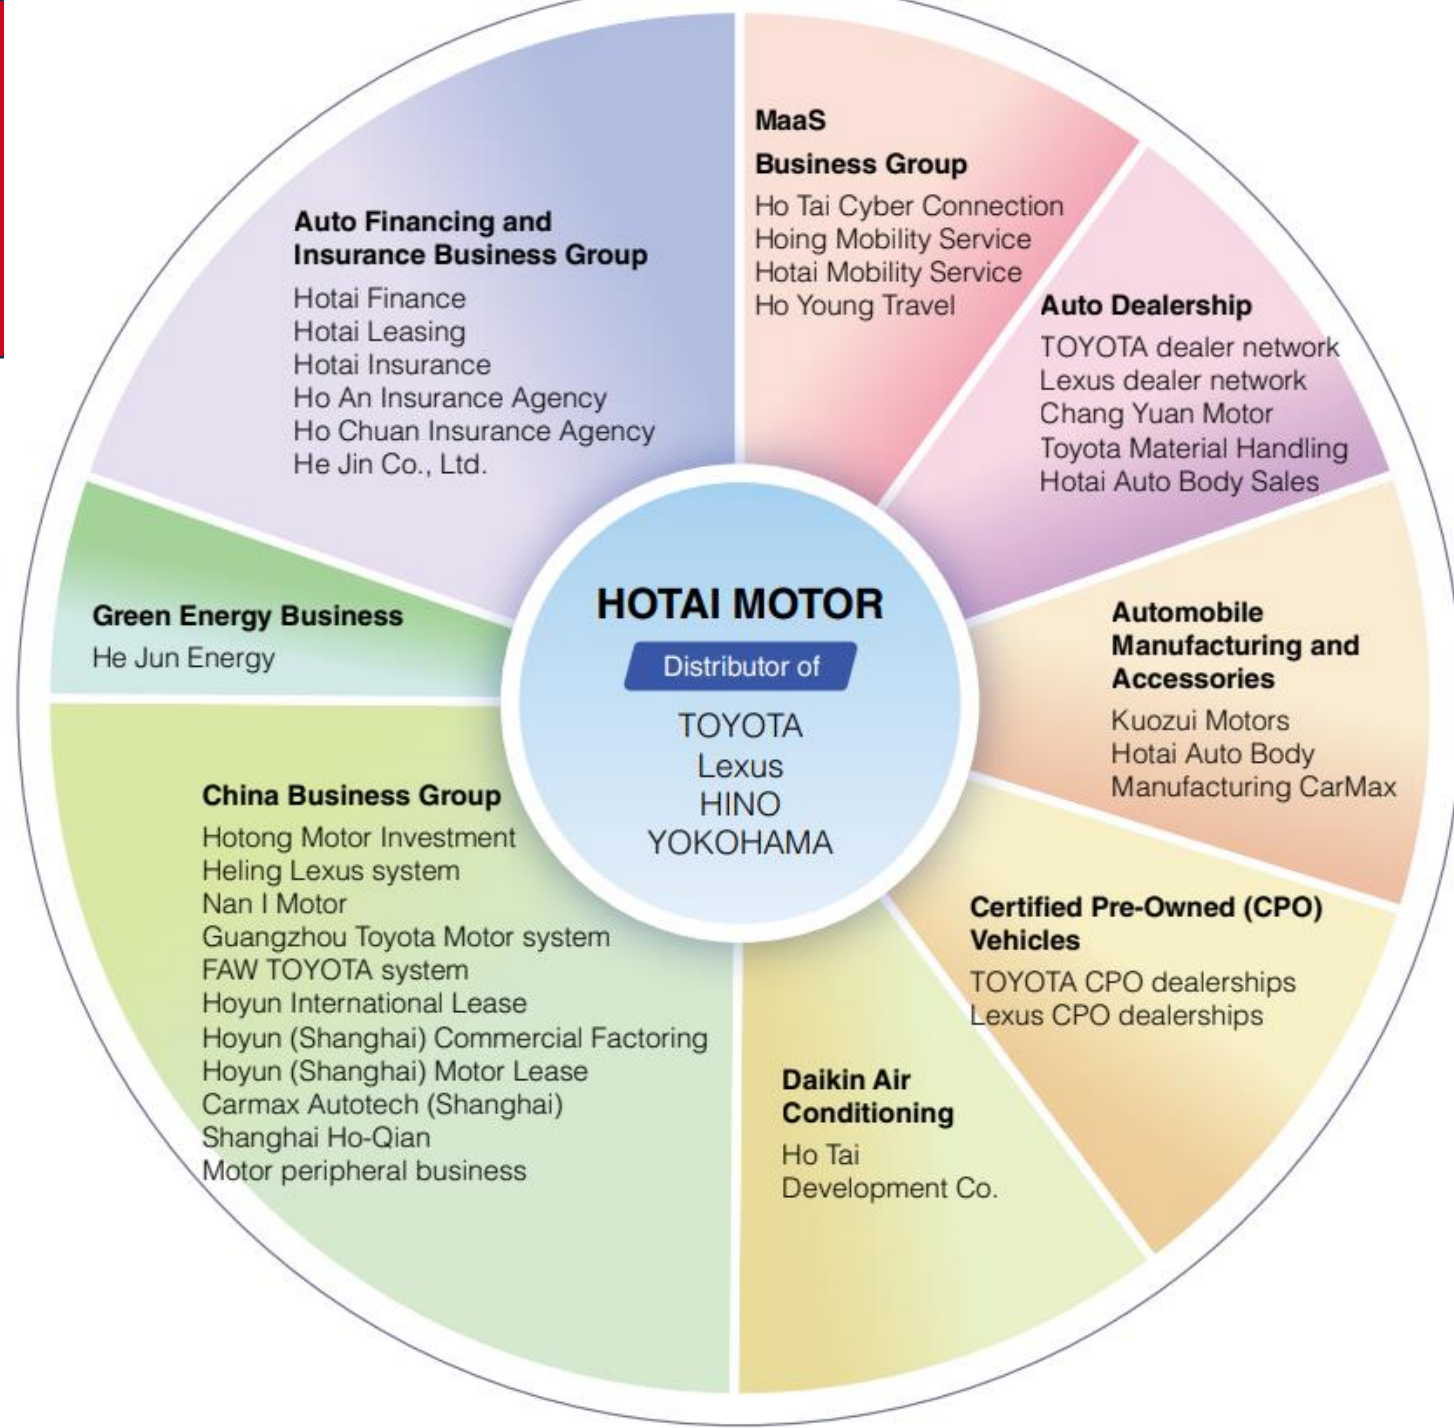 MaaS
Business Group
Ho Tai Cyber Connection
Hoing Mobility Service
Hotai Mobility Service
Ho Young Travel
Auto Dealership
TOYOTA dealer network
Lexus dealer network
Chang Yuan Motor
Toyota Material Handling
Hotai Auto Body Sales
Automobile
Manufacturing and
Accessories
Kuozui Motors
Hotai Auto Body
Manufacturing CarMax
Certified Pre-Owned (CPO)
Vehicles
TOYOTA CPO dealerships
Lexus CPO dealerships
Daikin Air
Conditioning
Ho Tai
Development Co.
China Business Group
Hotong Motor Investment
Heling Lexus system
Nan I Motor
Guangzhou Toyota Motor system
FAW TOYOTA system
Hoyun International Lease
Hoyun (Shanghai) Commercial Factoring
Hoyun (Shanghai) Motor Lease
Carmax Autotech (Shanghai)
Shanghai Ho-Qian
Motor peripheral business
Green Energy Business
He Jun Energy
Auto Financing and
Insurance Business Group
Hotai Finance
Hotai Leasing
Hotai Insurance
Ho An Insurance Agency
Ho Chuan Insurance Agency
He Jin Co., Ltd.
HOTAI MOTOR
Distributor of
TOYOTA
Lexus
HINO
YOKOHAMA